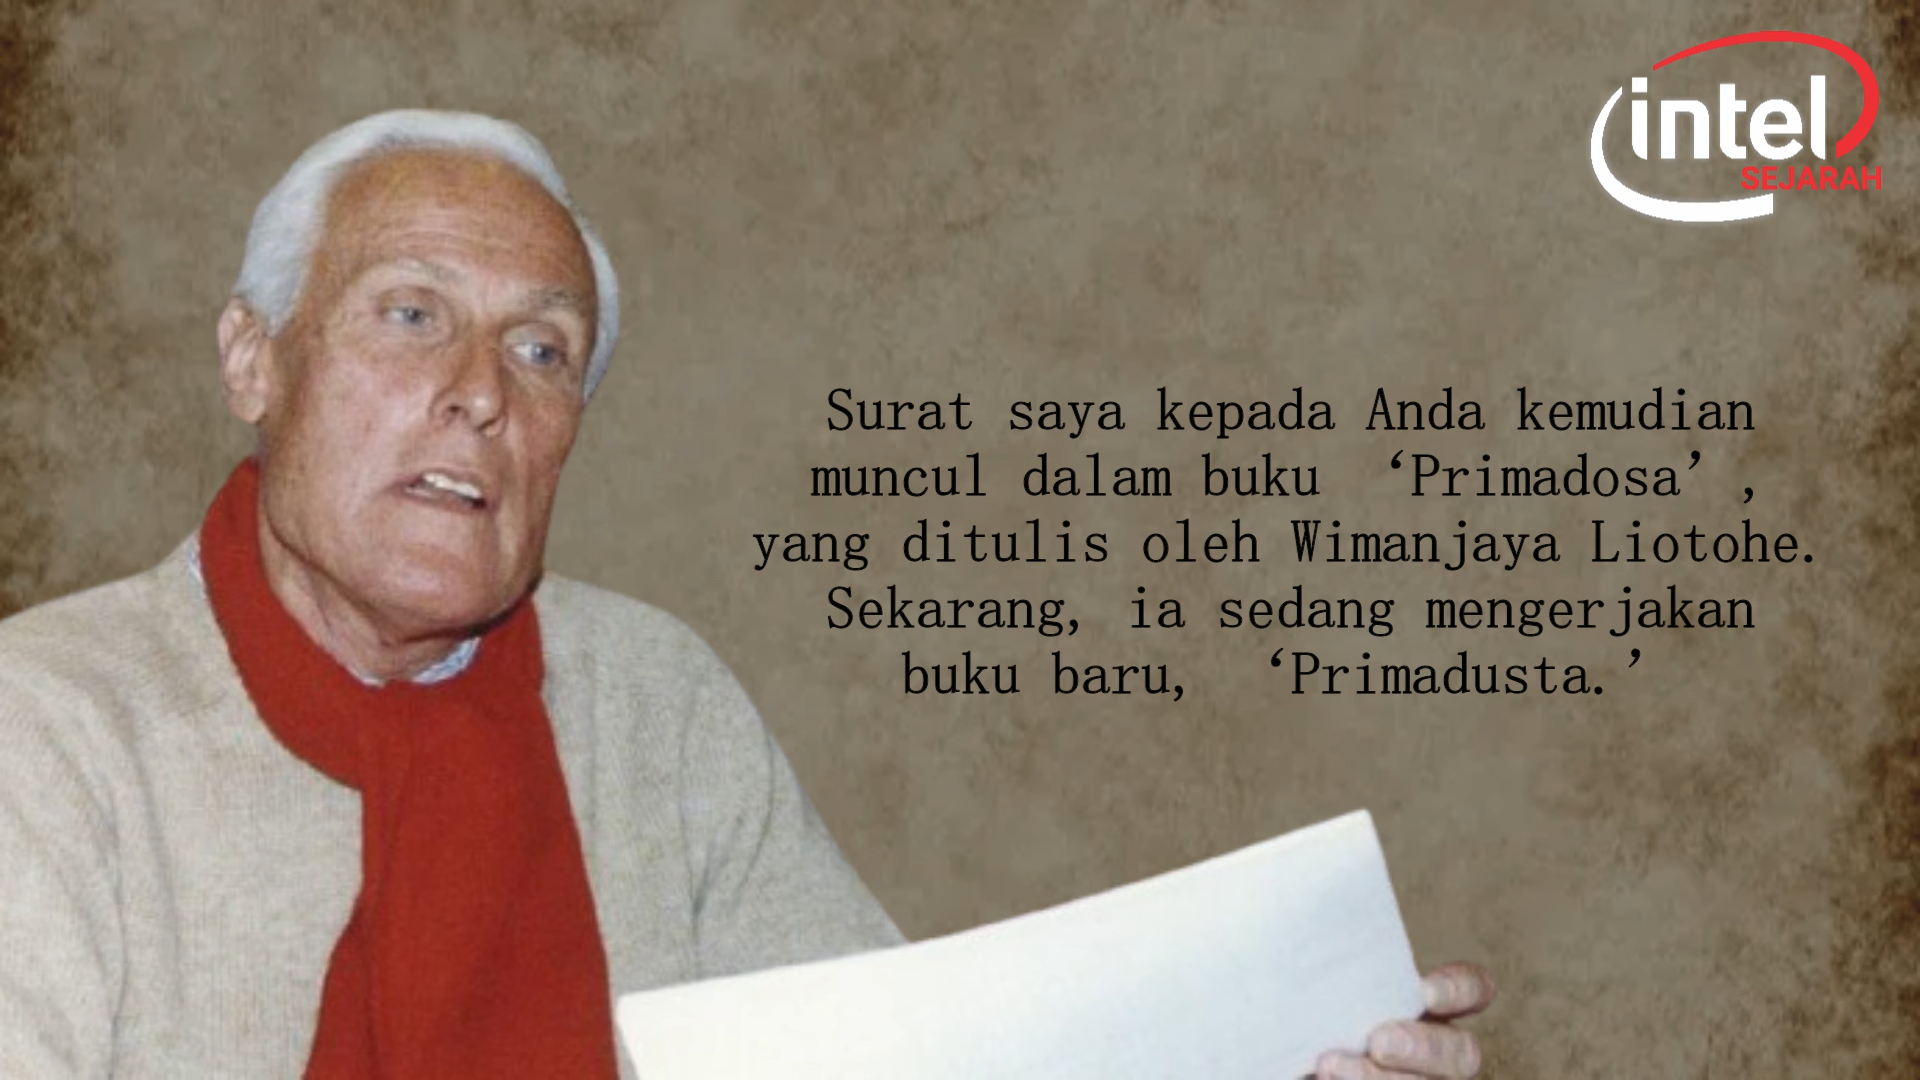 intel
SEJARAH
Surat saya kepada Anda kemudian
muncul dalam buku ‘Primadosa’,
yang ditulis oleh Wimanjaya Liotohe.
Sekarang, ia sedang mengerjakan
buku baru, ‘Primadusta.’